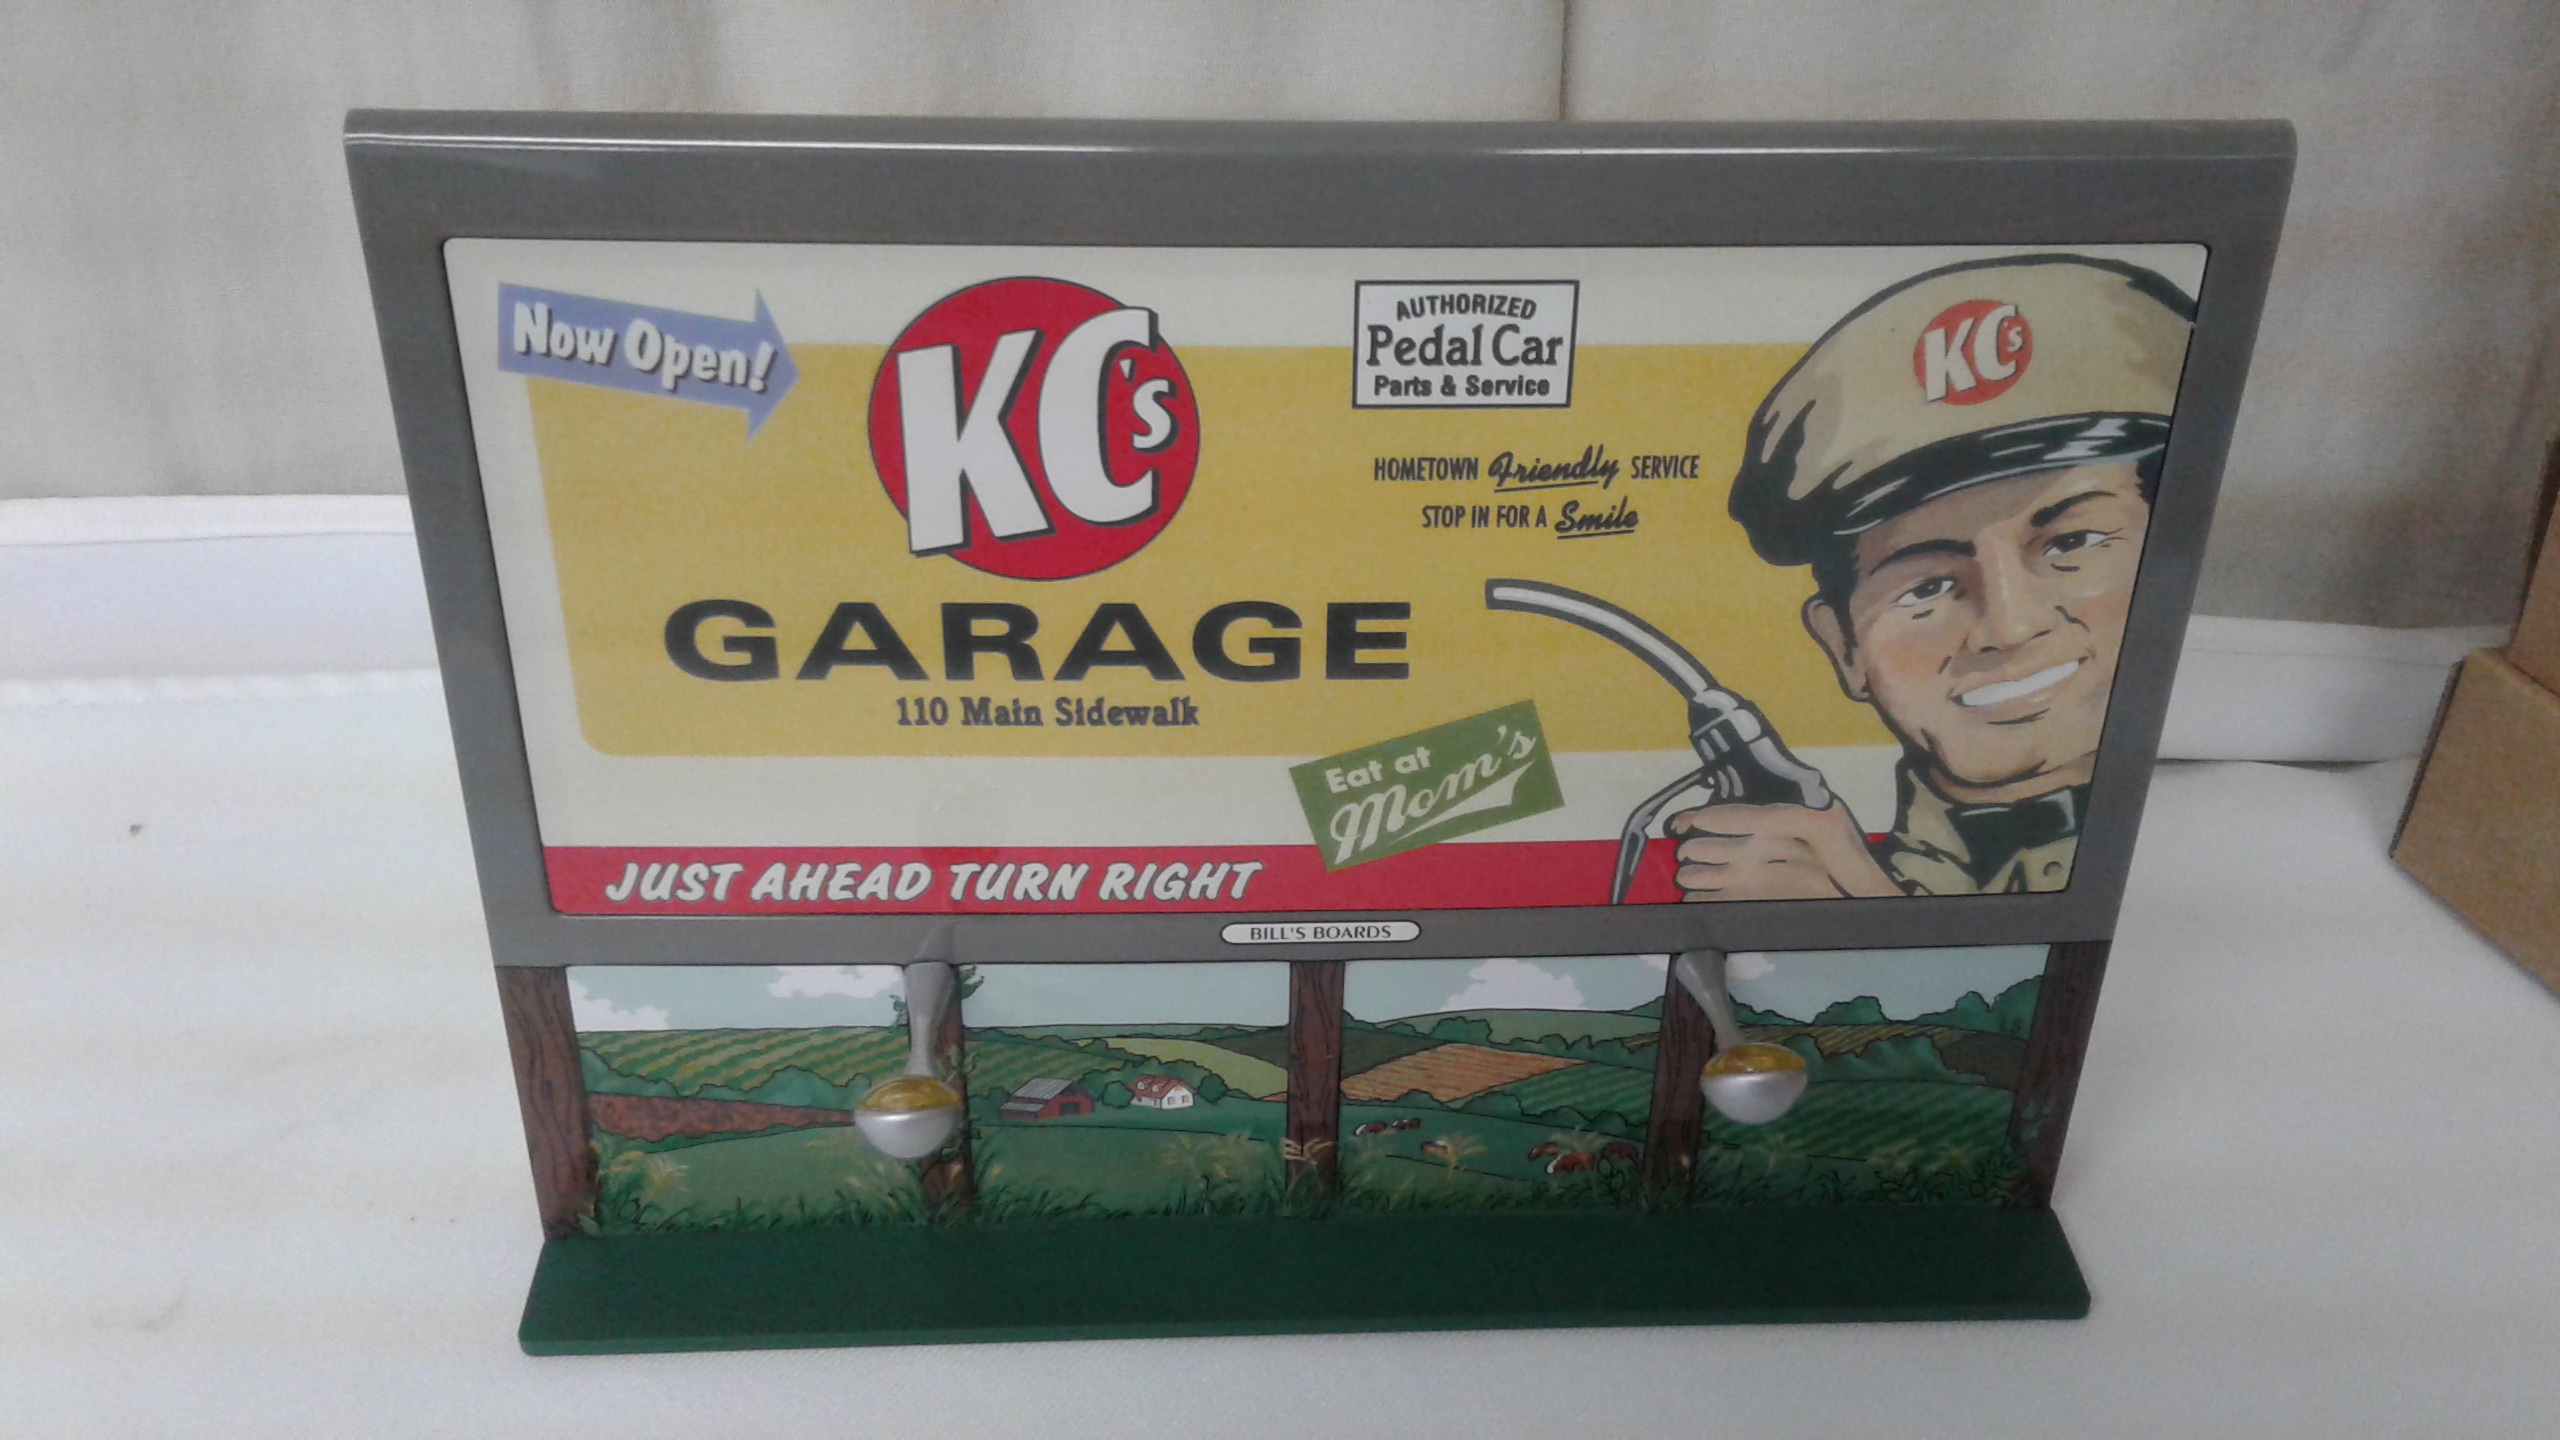 Now Open!
KC's
GARAGE
110 Main Sidewalk
AUTHORIZED
Pedal Car
Parts & Service
HOMETOWN Friendly SERVICE
STOP IN FOR A Smile
KC's
Eat at
Mom's
JUST AHEAD TURN RIGHT
BILL'S BOARDS